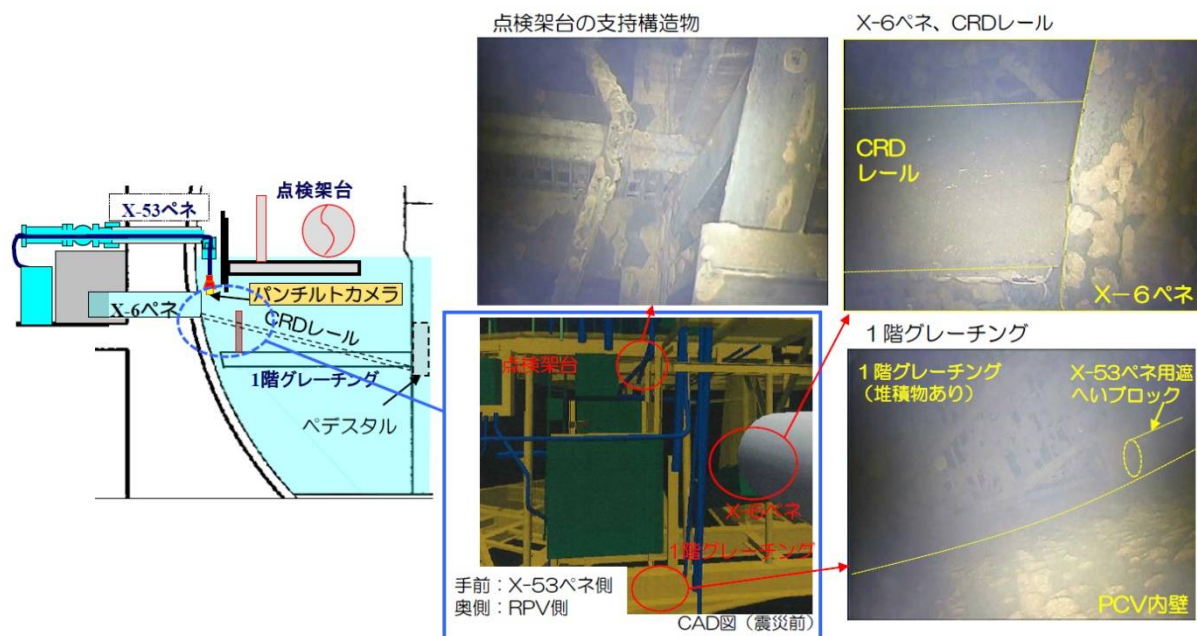 点検架台の支持構造物
X-6ペネ、CRDレール
CRD
レール
X-6ペネ
X-53ペネ
点検架台
パンチルトカメラ
X-6ペネ
CRDレール
1階グレーチング
ペデスタル
点検架台
X-6ペネ
1階グレーチング
手前：X-53ペネ側
奥側：RPV側
CAD図（震災前）
1階グレーチング
1階グレーチング
（堆積物あり）
X-53ペネ用遮
へいブロック
PCV内壁